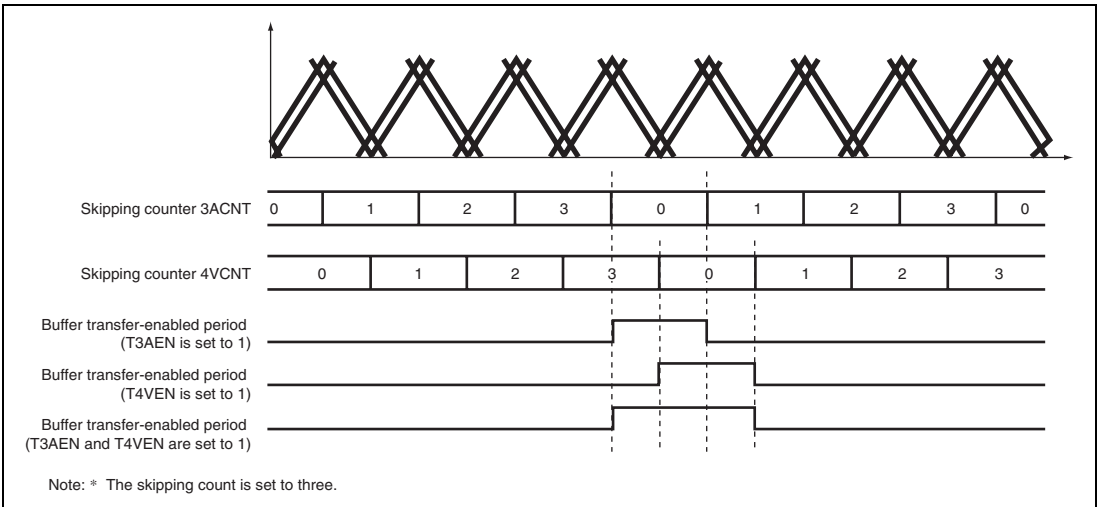 Skipping counter 3ACNT 0 1 2 3 0 1 2 3 0
Skipping counter 4VCNT 0 1 2 3 0 1 2 3
Buffer transfer-enabled period
(T3AEN is set to 1)
Buffer transfer-enabled period
(T4VEN is set to 1)
Buffer transfer-enabled period
(T3AEN and T4VEN are set to 1)
Note: * The skipping count is set to three.